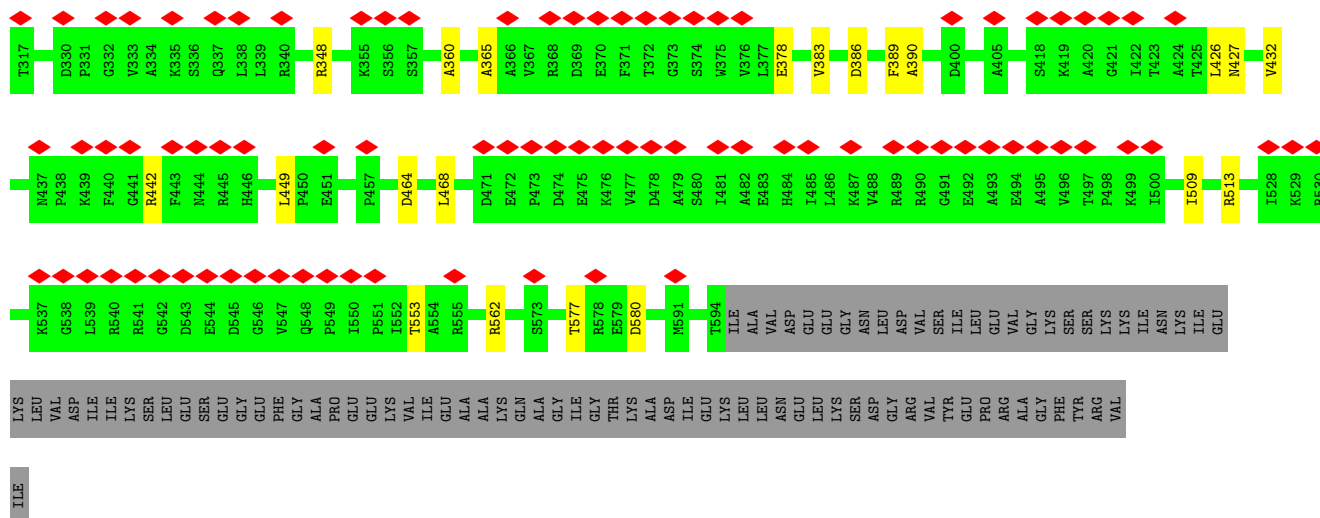 T317 D330 P331 G332 V333 A334 K335 S336 Q337 L338 L339 R340 R348 K355 S356 S357 A360 A365 A366 V367 R368 D369 E370 F371 T372 G373 S374 W375 V376 L377 E378 V383 D386 F389 A390 D400 A405 S418 K419 A420 G421 I422 T423 A424 T425 L426 N427 V432
N437 P438 K439 F440 G441 R442 F443 N444 R445 H446 L449 P450 E451 P457 D464 L468 D471 E472 P473 D474 E475 K476 V477 D478 A479 S480 I481 A482 E483 H484 I485 L486 K487 V488 R489 R490 G491 E492 A493 E494 A495 V496 T497 P498 K499 I500 I509 R513 I528 K529
K537 G538 L539 R540 R541 G542 D543 E544 D545 G546 V547 Q548 P549 I550 P551 I552 T553 A554 R555 R562 S573 T577 R578 E579 D580 M591 T594 ILE ALA VAL ASP GLU GLU GLY ASN LEU ASP VAL SER ILE LEU GLU VAL GLY LYS SER SER LYS LYS ILE ASN LYS ILE GLU
LYS LEU VAL ASP ILE ILE LYS SER LEU GLU SER GLU GLY GLU PHE GLY ALA PRO GLU GLU LYS VAL ILE GLU ALA ALA LYS GLN ALA GLY ILE GLY THR LYS ALA ASP ILE GLU LYS LEU LEU ASN GLU LEU LYS SER ASP GLY ARG VAL TYR GLU PRO ARG ALA GLY PHE TYR ARG VAL
ILE